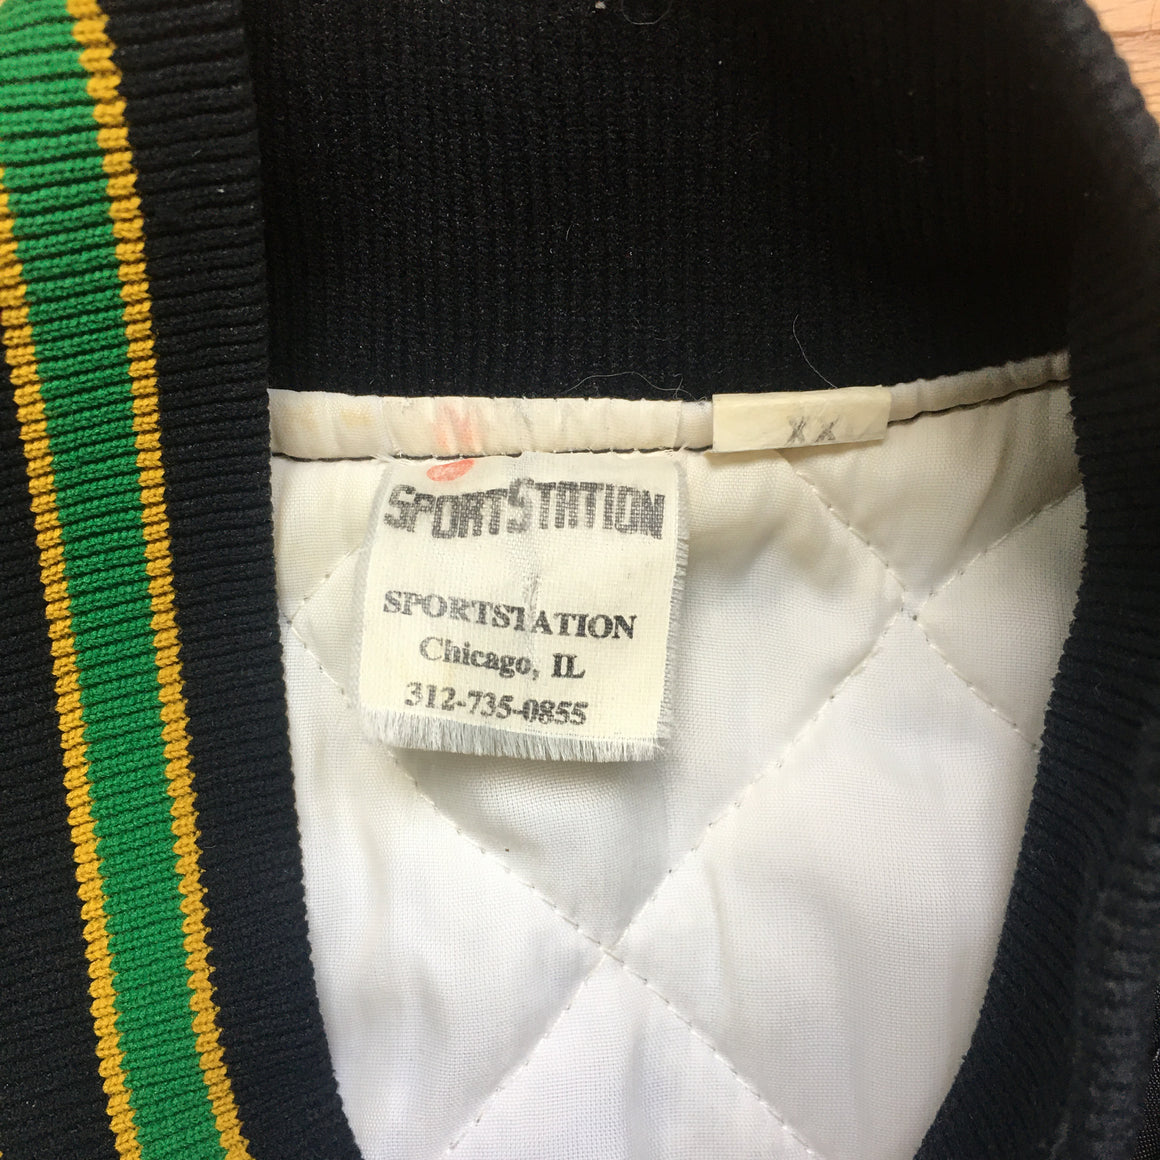 XX
SPORTSTATION
SPORTSTATION
Chicago, IL
312-735-0855